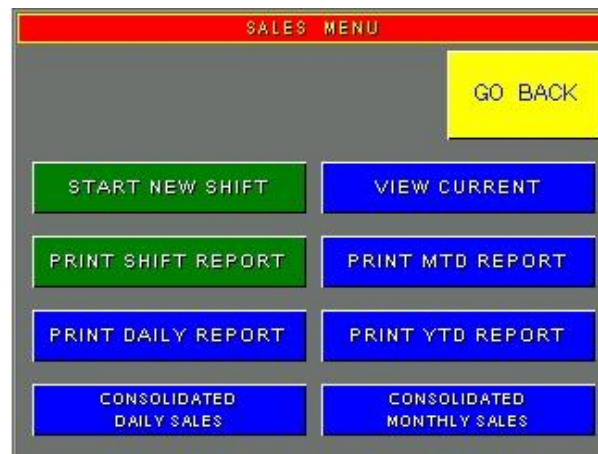 SALES MENU
GO BACK
START NEW SHIFT
VIEW CURRENT
PRINT SHIFT REPORT
PRINT MTD REPORT
PRINT DAILY REPORT
PRINT YTD REPORT
CONSOLIDATED
DAILY SALES
CONSOLIDATED
MONTHLY SALES